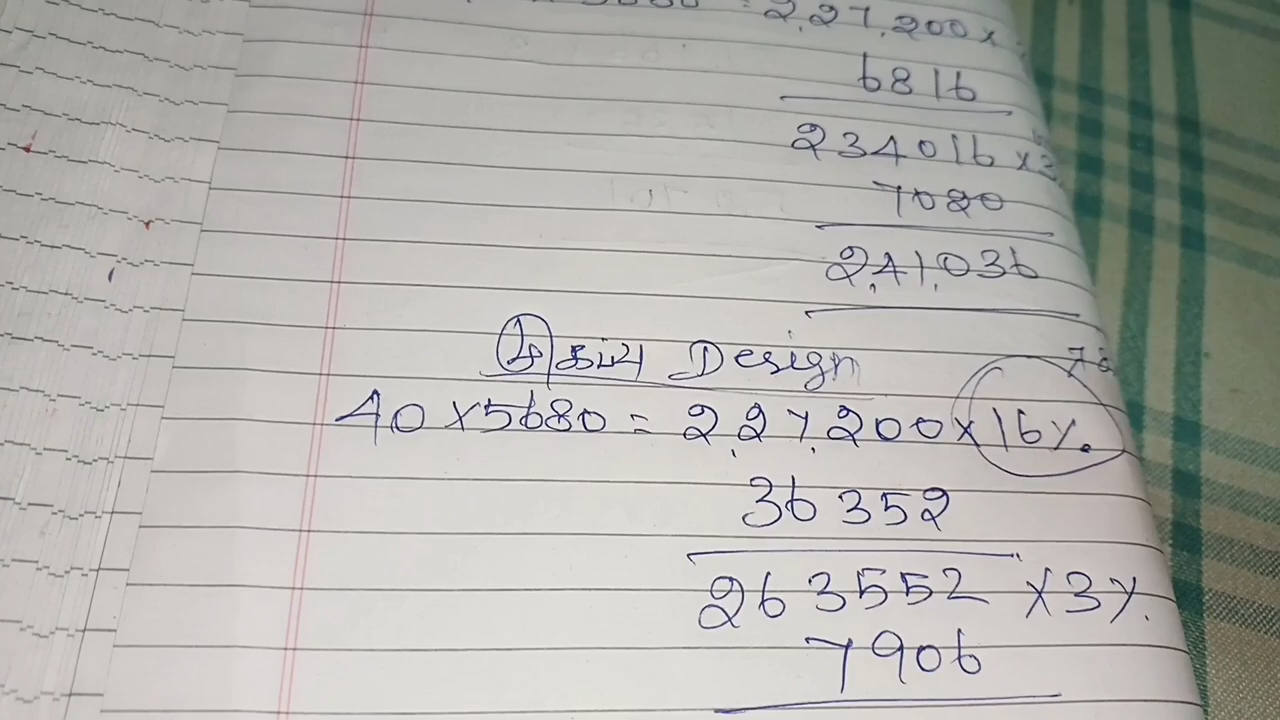 = 2,27,200 x
6816
234016 x 3
7020
2,41,036
Design
40 x 5680 = 2,27,200 x 16%.
36352
263552 x 3%.
7906